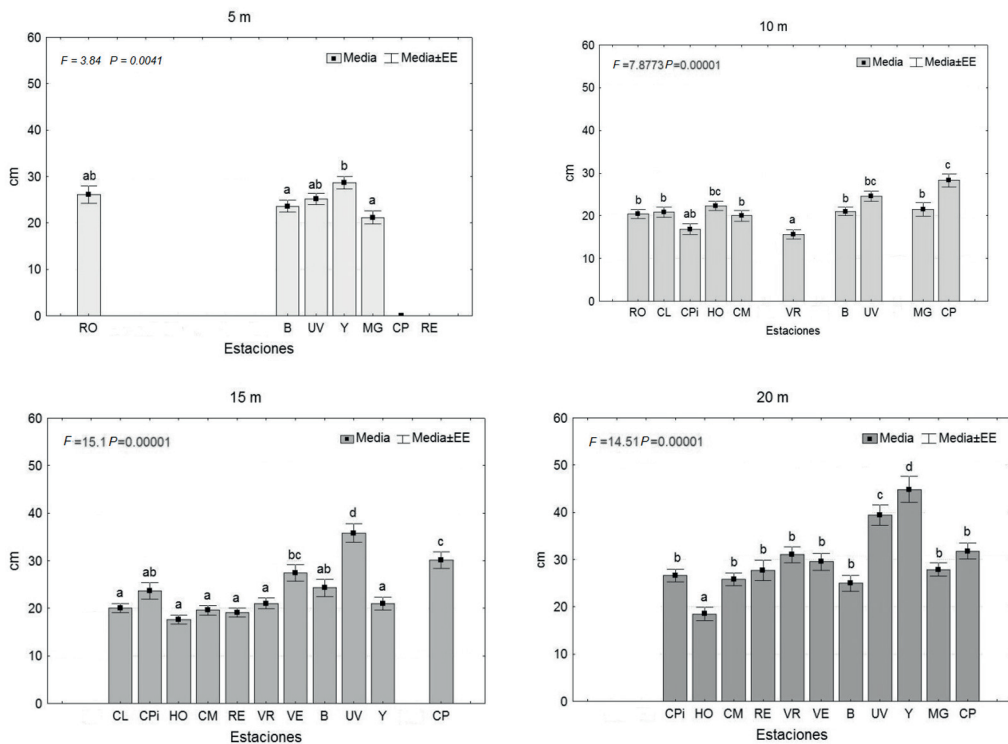 5 m
F = 3.84 P = 0.0041
Media Media±EE
60
50
40
30
20
10
0
cm
ab
a
ab
b
a
RO B UV Y MG CP RE
Estaciones
10 m
F =7.8773 P=0.00001
Media Media±EE
60
50
40
30
20
10
0
cm
b b ab bc b a b bc b c
RO CL CPi HO CM VR B UV MG CP
Estaciones
15 m
F =15.1 P=0.00001
Media Media±EE
60
50
40
30
20
10
0
cm
a ab a a a a bc ab d a c
CL CPi HO CM RE VR VE B UV Y CP
Estaciones
20 m
F =14.51 P=0.00001
Media Media±EE
60
50
40
30
20
10
0
cm
b a b b b b b c d b b
CPi HO CM RE VR VE B UV Y MG CP
Estaciones